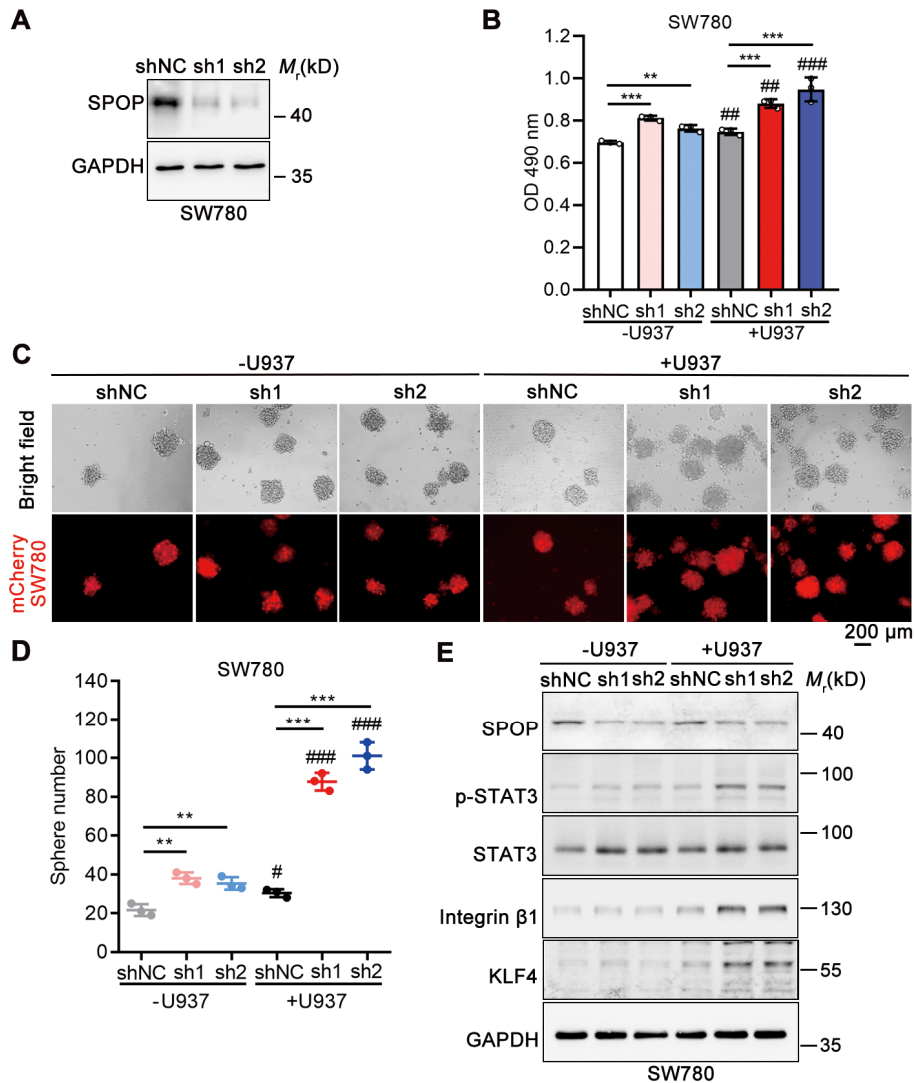 A
shNC sh1 sh2 Mr(kD)
SPOP
40
GAPDH
35
SW780
B
SW780
OD 490 nm
1.2
1.0
0.8
0.6
0.4
0.2
0.0
***
**
##
***
***
##
###
shNC sh1 sh2 shNC sh1 sh2
-U937 +U937
C
-U937 +U937
shNC sh1 sh2 shNC sh1 sh2
Bright field
mCherry
SW780
200 μm
D
SW780
Sphere number
140
120
100
80
60
40
20
0
**
**
#
***
***
###
###
shNC sh1 sh2 shNC sh1 sh2
-U937 +U937
E
-U937 +U937
shNC sh1 sh2 shNC sh1 sh2 Mr(kD)
SPOP
40
p-STAT3
100
STAT3
100
Integrin β1
130
KLF4
55
GAPDH
35
SW780